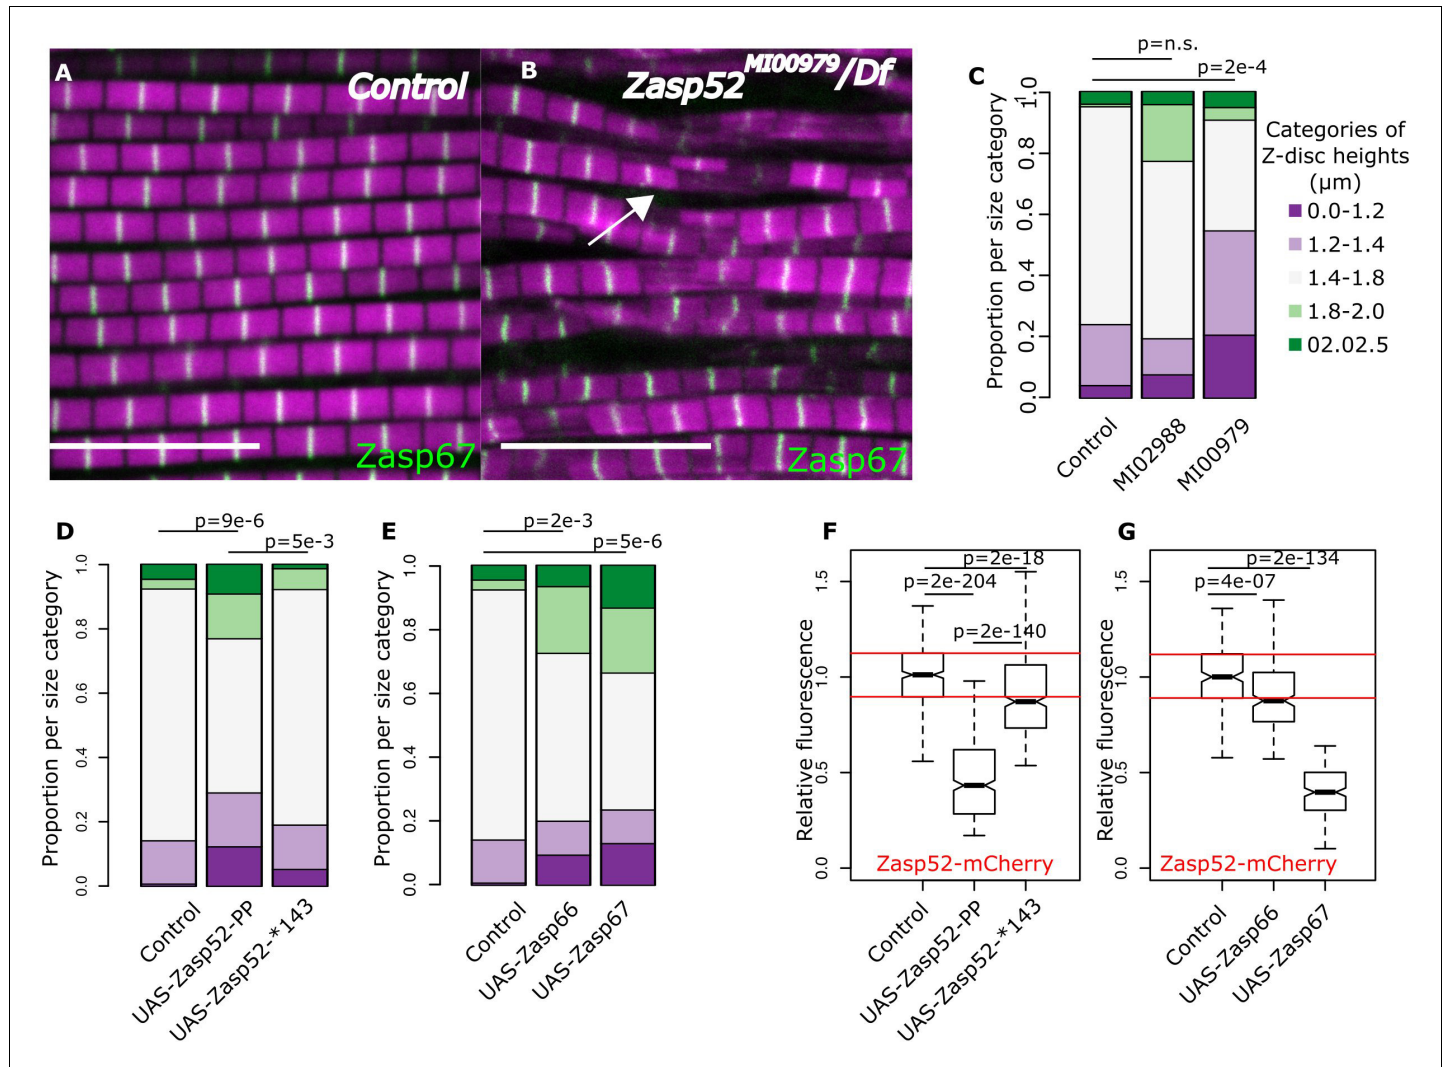 A
Control
Zasp67
B
Zasp52 MI00979/Df
Zasp67
C
p=n.s.
p=2e-4
Proportion per size category
1.0
0.8
0.6
0.4
0.2
0.0
Control
MI02988
MI00979
Categories of
Z-disc heights
(µm)
0.0-1.2
1.2-1.4
1.4-1.8
1.8-2.0
02.02.5
D
p=9e-6
p=5e-3
Proportion per size category
1.0
0.8
0.6
0.4
0.2
0.0
Control
UAS-Zasp52-PP
UAS-Zasp52-*143
E
p=2e-3
p=5e-6
Proportion per size category
1.0
0.8
0.6
0.4
0.2
0.0
Control
UAS-Zasp66
UAS-Zasp67
F
p=2e-18
p=2e-204
p=2e-140
Relative fluorescence
1.5
1.0
0.5
0.0
Zasp52-mCherry
Control
UAS-Zasp52-PP
UAS-Zasp52-*143
G
p=2e-134
p=4e-07
Relative fluorescence
1.5
1.0
0.5
0.0
Zasp52-mCherry
Control
UAS-Zasp66
UAS-Zasp67